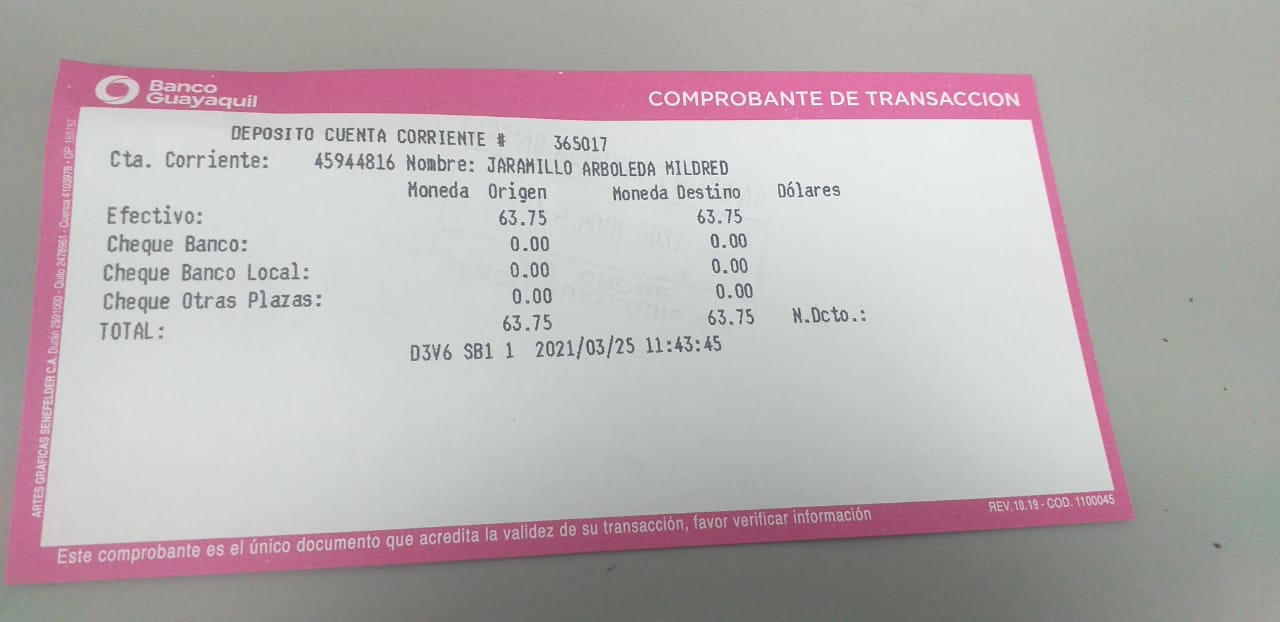 Banco
Guayaquil
COMPROBANTE DE TRANSACCION
DEPOSITO CUENTA CORRIENTE # 365017
Cta. Corriente: 45944816 Nombre: JARAMILLO ARBOLEDA MILDRED
Moneda Origen Moneda Destino Dólares
Efectivo: 63.75 63.75
Cheque Banco: 0.00 0.00
Cheque Banco Local: 0.00 0.00
Cheque Otras Plazas: 0.00 0.00
TOTAL: 63.75 63.75 N.Dcto.:
D3V6 SB1 1 2021/03/25 11:43:45
ARTES GRAFICAS SENEFELDER C.A. Durán 2591000 - Quito 2476961 - Cuenca 4103978 - OP
Este comprobante es el único documento que acredita la validez de su transacción, favor verificar información
REV. 10.19 - COD. 1100045